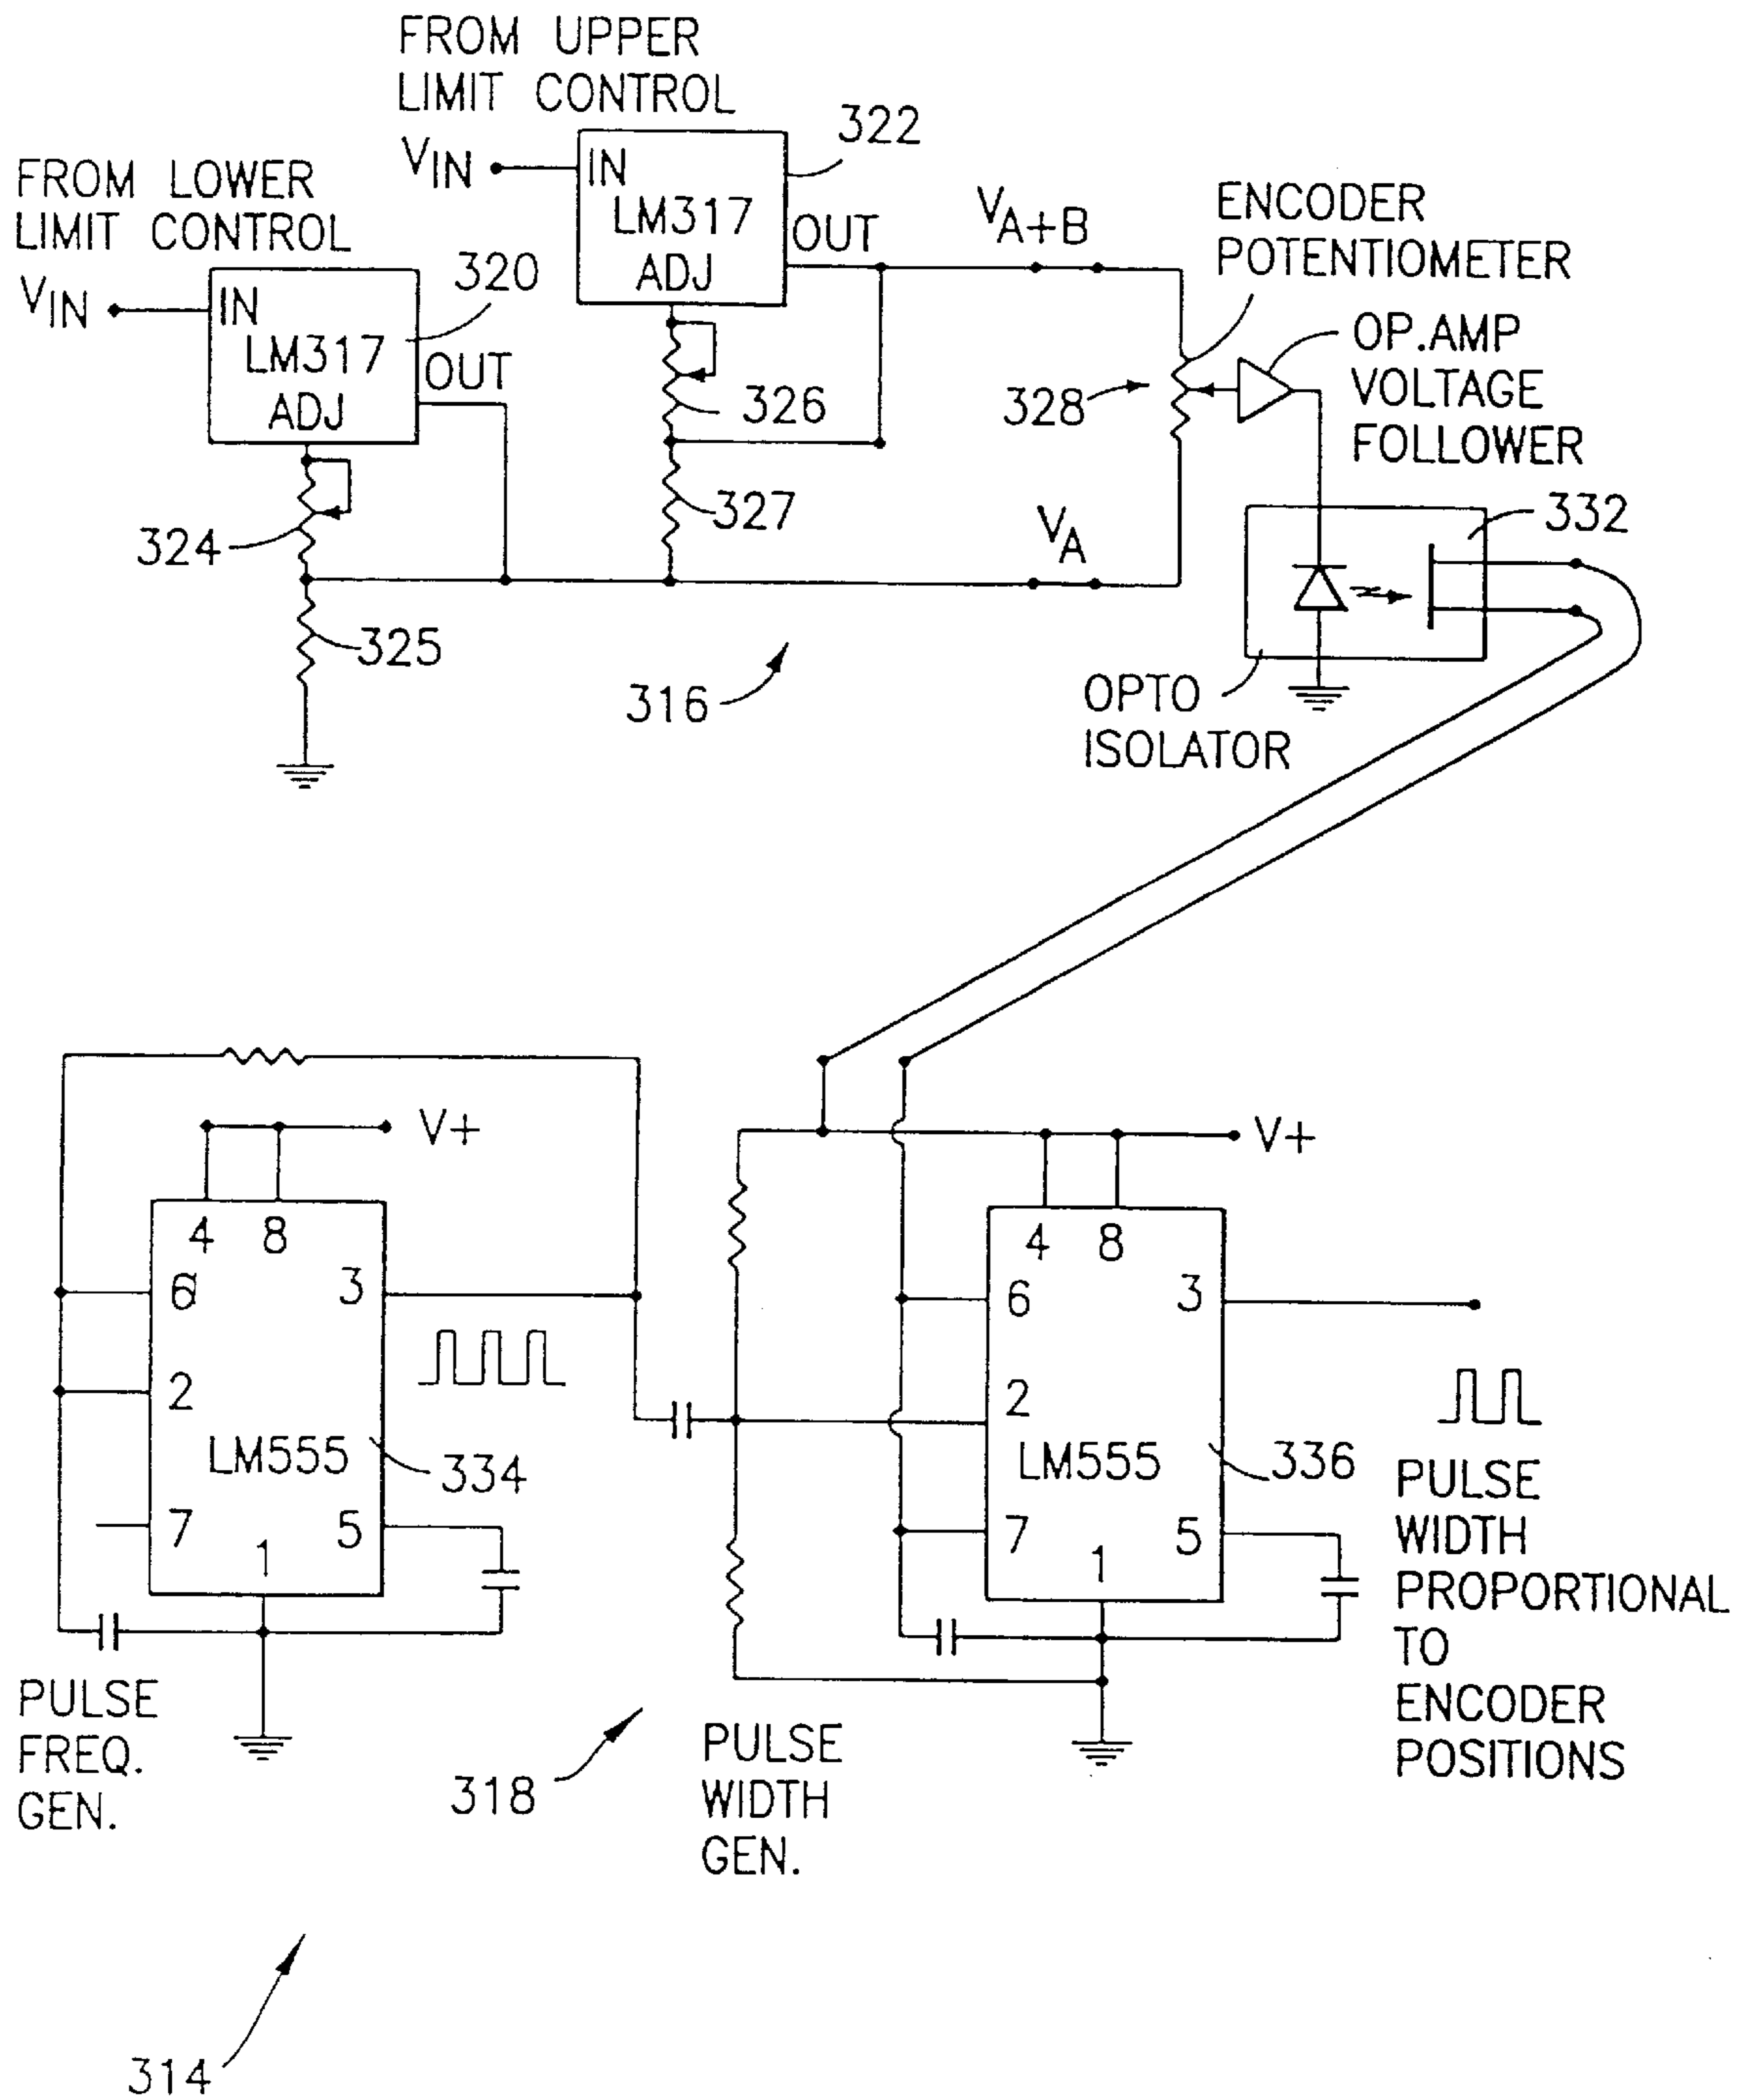 FROM UPPER
LIMIT CONTROL
322
VIN
IN
LM317
ADJ
OUT
VA+B
ENCODER
POTENTIOMETER
FROM LOWER
LIMIT CONTROL
320
VIN
IN
LM317
ADJ
OUT
OP.AMP
VOLTAGE
FOLLOWER
328
326
327
324
325
VA
332
316
OPTO
ISOLATOR
V+
V+
4 8
6 3
2
LM555
334
7 5
1
4 8
6 3
2
LM555
336
7 5
1
PULSE
WIDTH
PROPORTIONAL
TO
ENCODER
POSITIONS
PULSE
FREQ.
GEN.
318
PULSE
WIDTH
GEN.
314